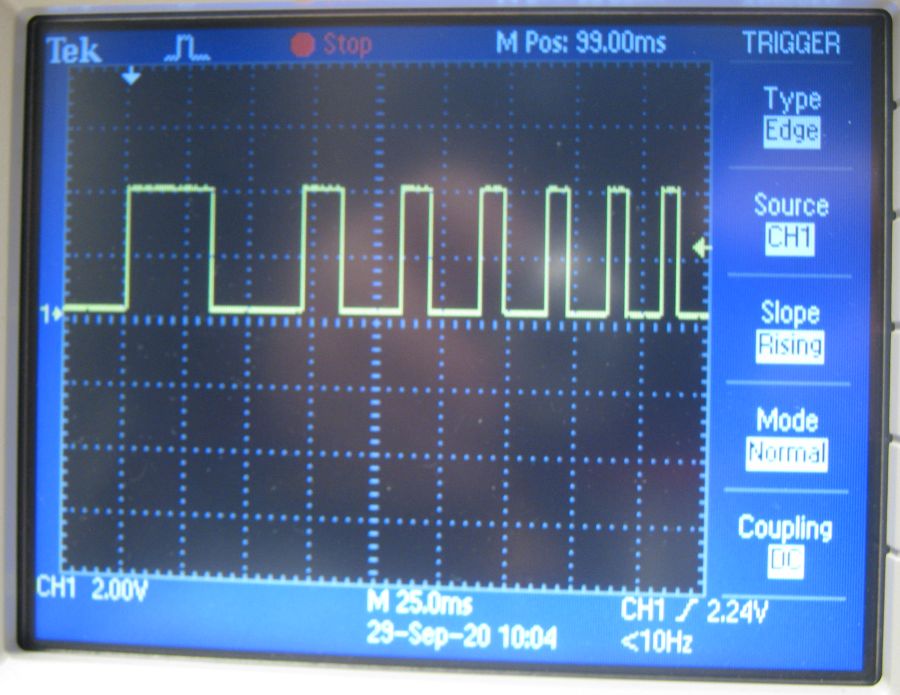 Tek Stop M Pos: 99.00ms TRIGGER
Type
Edge
Source
CH1
Slope
Rising
Mode
Normal
Coupling
DC
1
CH1 2.00V M 25.0ms CH1 2.24V
29-Sep-20 10:04 <10Hz